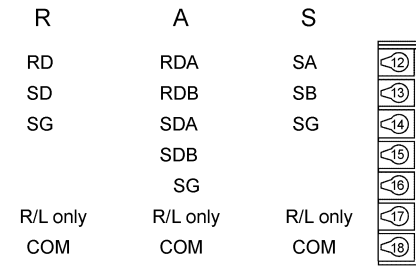 R A S
RD RDA SA 12
SD RDB SB 13
SG SDA SG 14
SDB 15
SG 16
R/L only R/L only R/L only 17
COM COM COM 18